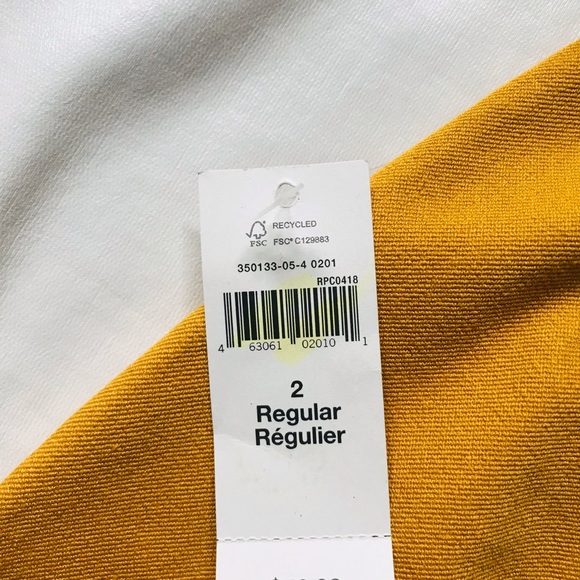 RECYCLED
FSC FSC® C129883
350133-05-4 0201
RPC0418
4 63061 02010 1
2
Regular
Régulier